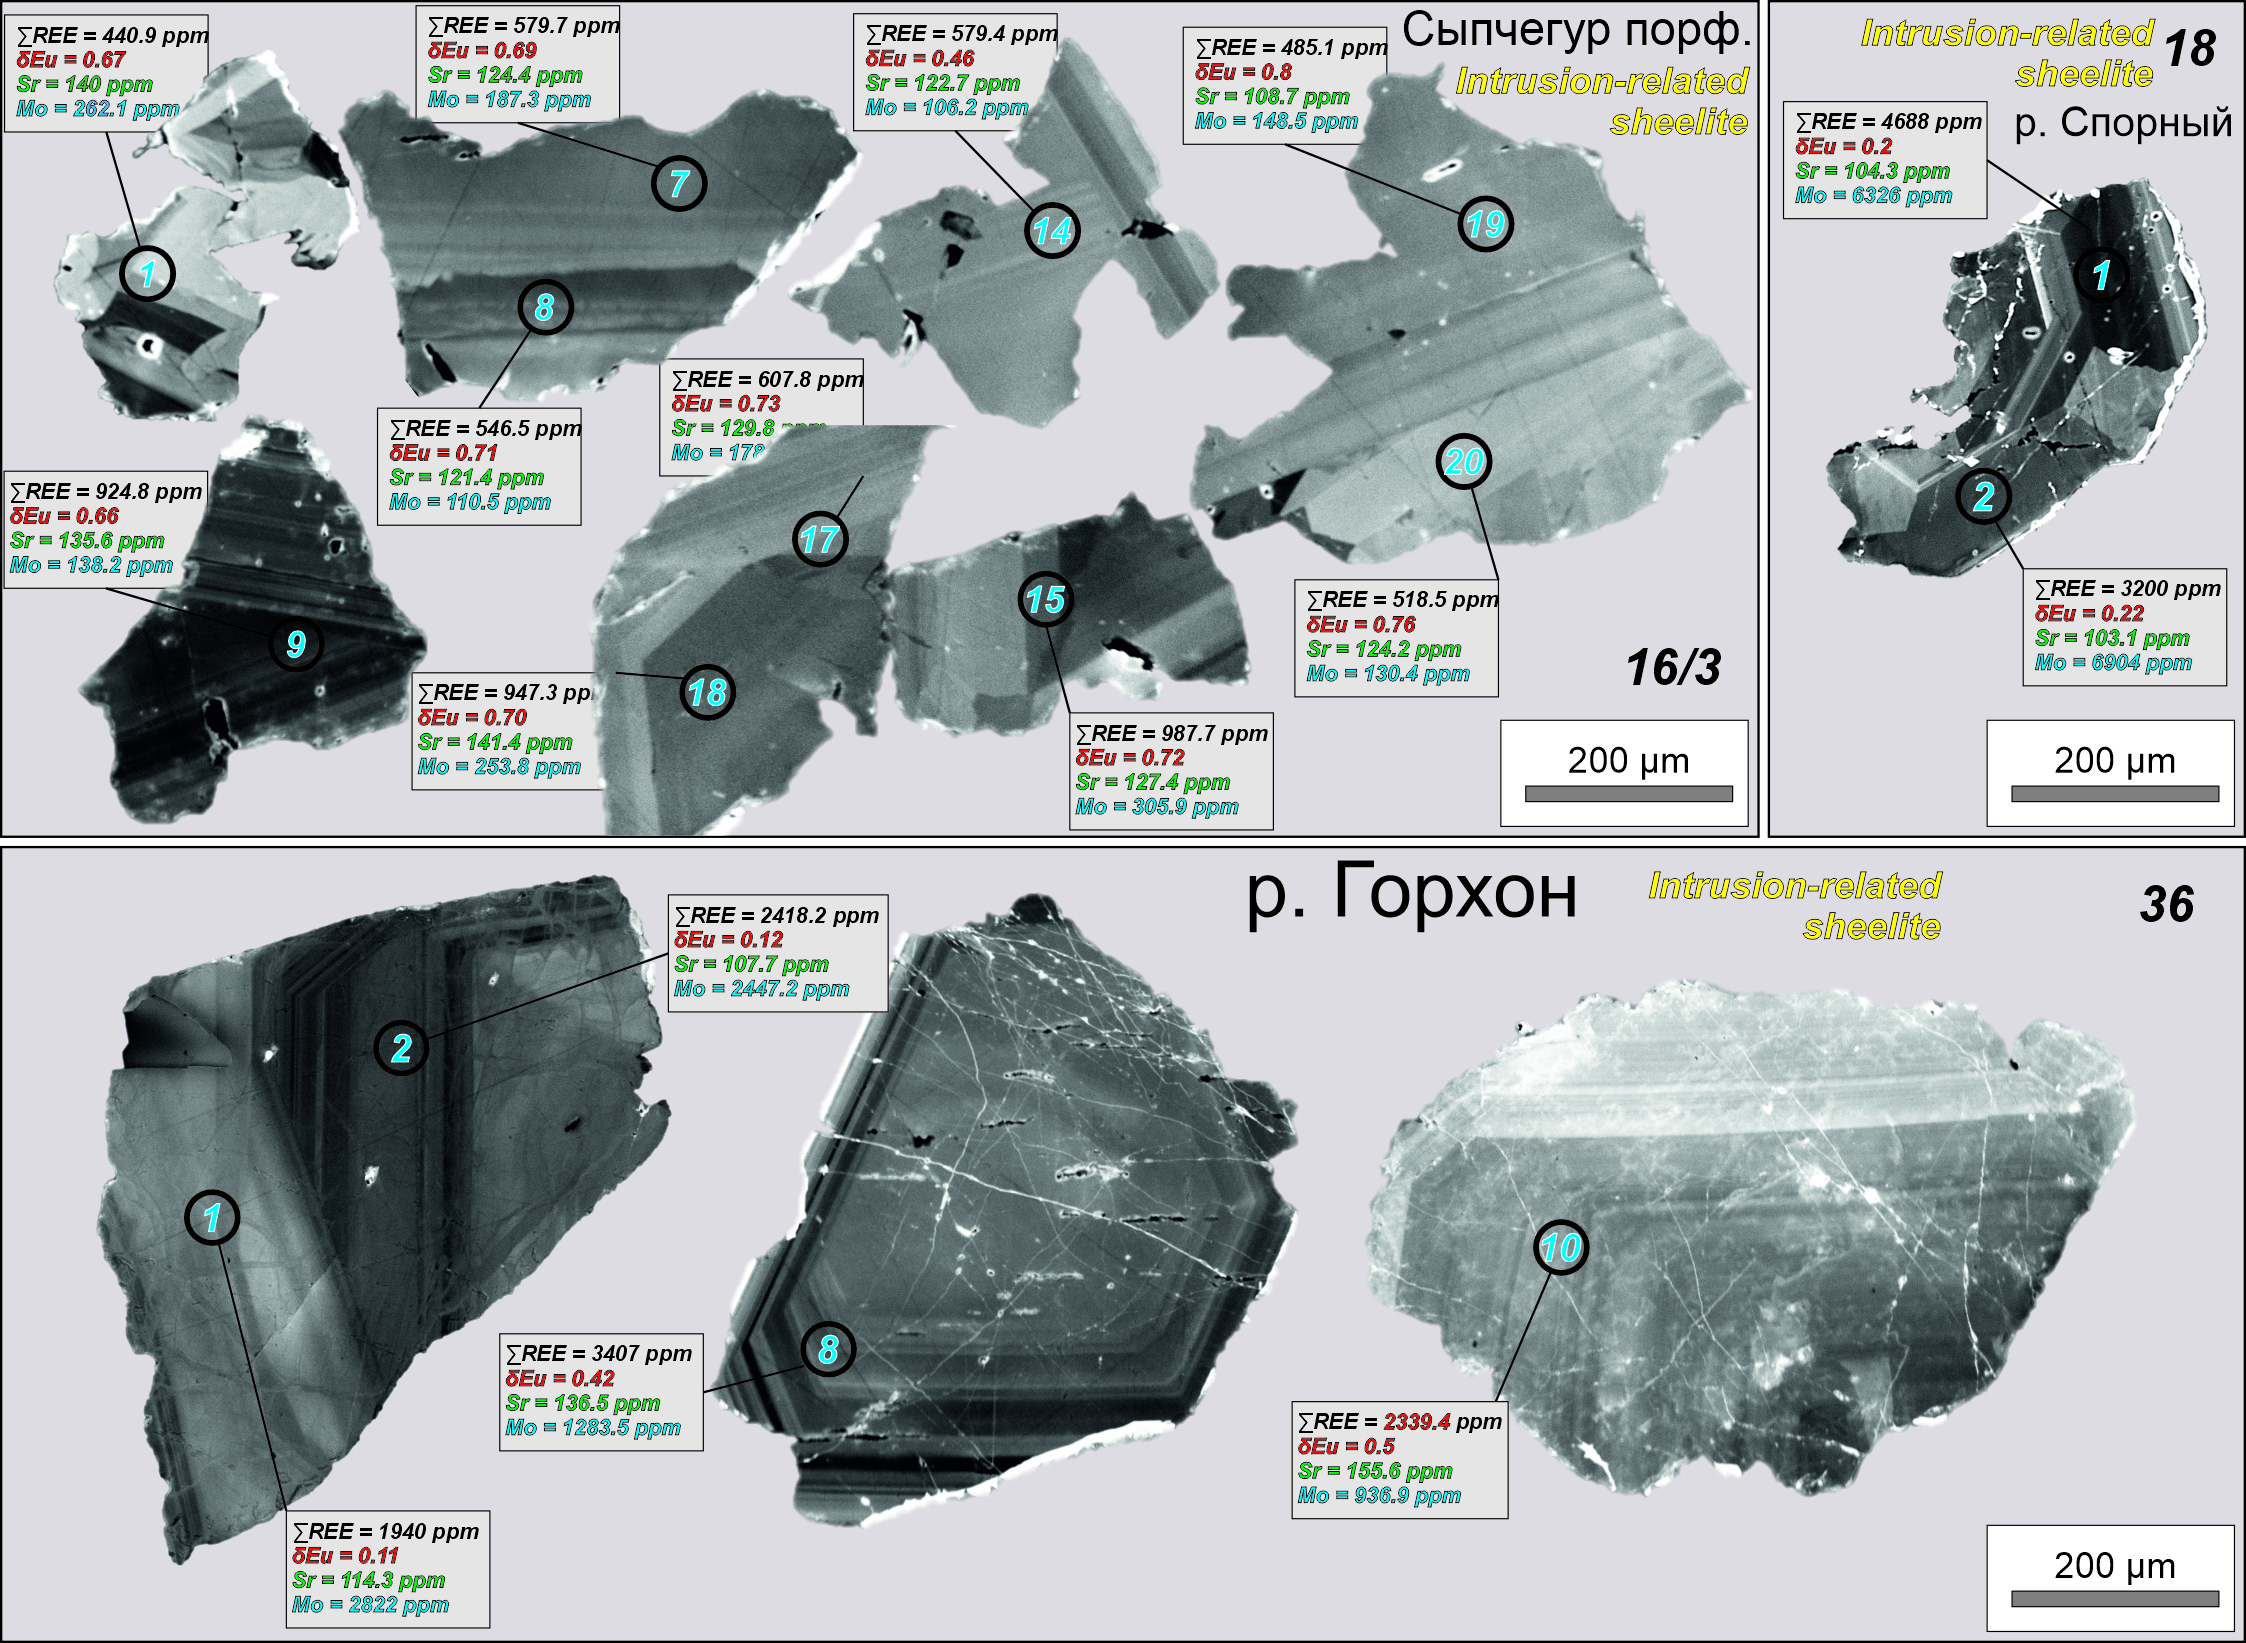 ∑REE = 440.9 ppm
δEu = 0.67
Sr = 140 ppm
Mo = 262.1 ppm
∑REE = 579.7 ppm
δEu = 0.69
Sr = 124.4 ppm
Mo = 187.3 ppm
∑REE = 579.4 ppm
δEu = 0.46
Sr = 122.7 ppm
Mo = 106.2 ppm
∑REE = 485.1 ppm
δEu = 0.8
Sr = 108.7 ppm
Mo = 148.5 ppm
Сыпчегур порф.
Intrusion-related
sheelite
1
7
8
14
19
20
∑REE = 546.5 ppm
δEu = 0.71
Sr = 121.4 ppm
Mo = 110.5 ppm
∑REE = 607.8 ppm
δEu = 0.73
Sr = 129.8 ppm
Mo = 178
∑REE = 924.8 ppm
δEu = 0.66
Sr = 135.6 ppm
Mo = 138.2 ppm
9
17
18
15
∑REE = 947.3 pp
δEu = 0.70
Sr = 141.4 ppm
Mo = 253.8 ppm
∑REE = 987.7 ppm
δEu = 0.72
Sr = 127.4 ppm
Mo = 305.9 ppm
∑REE = 518.5 ppm
δEu = 0.76
Sr = 124.2 ppm
Mo = 130.4 ppm
16/3
200 µm
Intrusion-related
sheelite
18
р. Спорный
∑REE = 4688 ppm
δEu = 0.2
Sr = 104.3 ppm
Mo = 6326 ppm
1
2
∑REE = 3200 ppm
δEu = 0.22
Sr = 103.1 ppm
Mo = 6904 ppm
200 µm
р. Горхон
Intrusion-related
sheelite
36
∑REE = 2418.2 ppm
δEu = 0.12
Sr = 107.7 ppm
Mo = 2447.2 ppm
2
1
8
10
∑REE = 3407 ppm
δEu = 0.42
Sr = 136.5 ppm
Mo = 1283.5 ppm
∑REE = 2339.4 ppm
δEu = 0.5
Sr = 155.6 ppm
Mo = 936.9 ppm
∑REE = 1940 ppm
δEu = 0.11
Sr = 114.3 ppm
Mo = 2822 ppm
200 µm